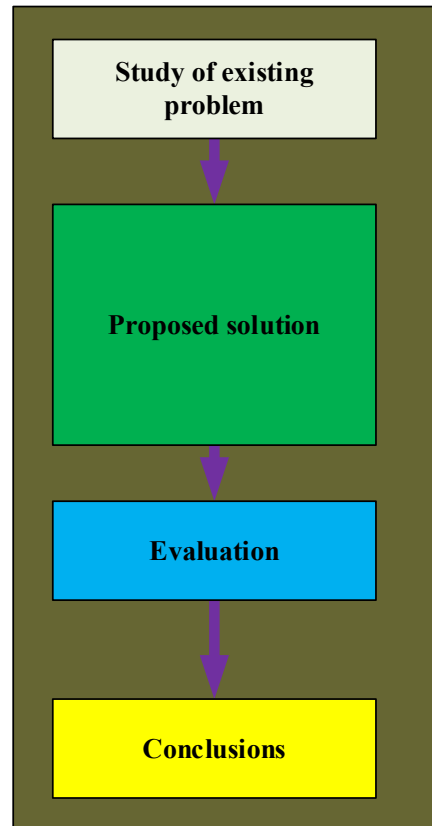 Study of existing
problem
Proposed solution
Evaluation
Conclusions